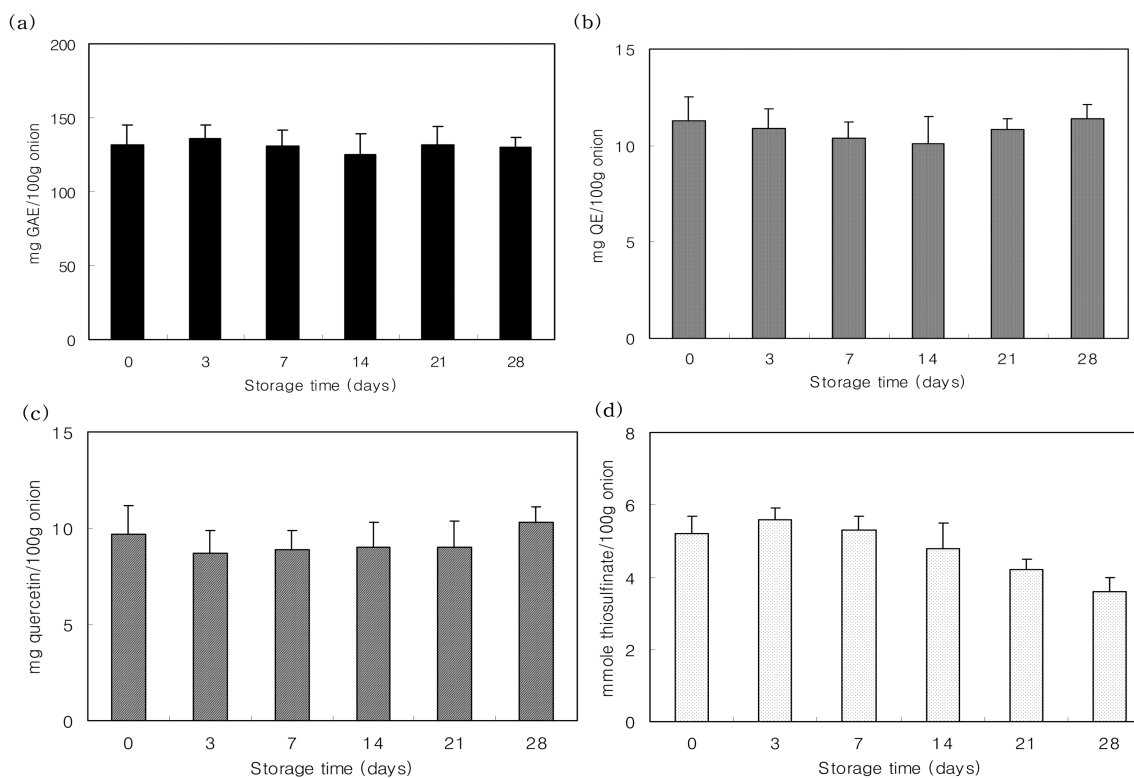 (a)
200
150
100
50
0
mg GAE/100g onion
0 3 7 14 21 28
Storage time (days)
(b)
15
10
5
0
mg QE/100g onion
0 3 7 14 21 28
Storage time (days)
(c)
15
10
5
0
mg quercetin/100g onion
0 3 7 14 21 28
Storage time (days)
(d)
8
6
4
2
0
mmole thiosulfinate/100g onion
0 3 7 14 21 28
Storage time (days)